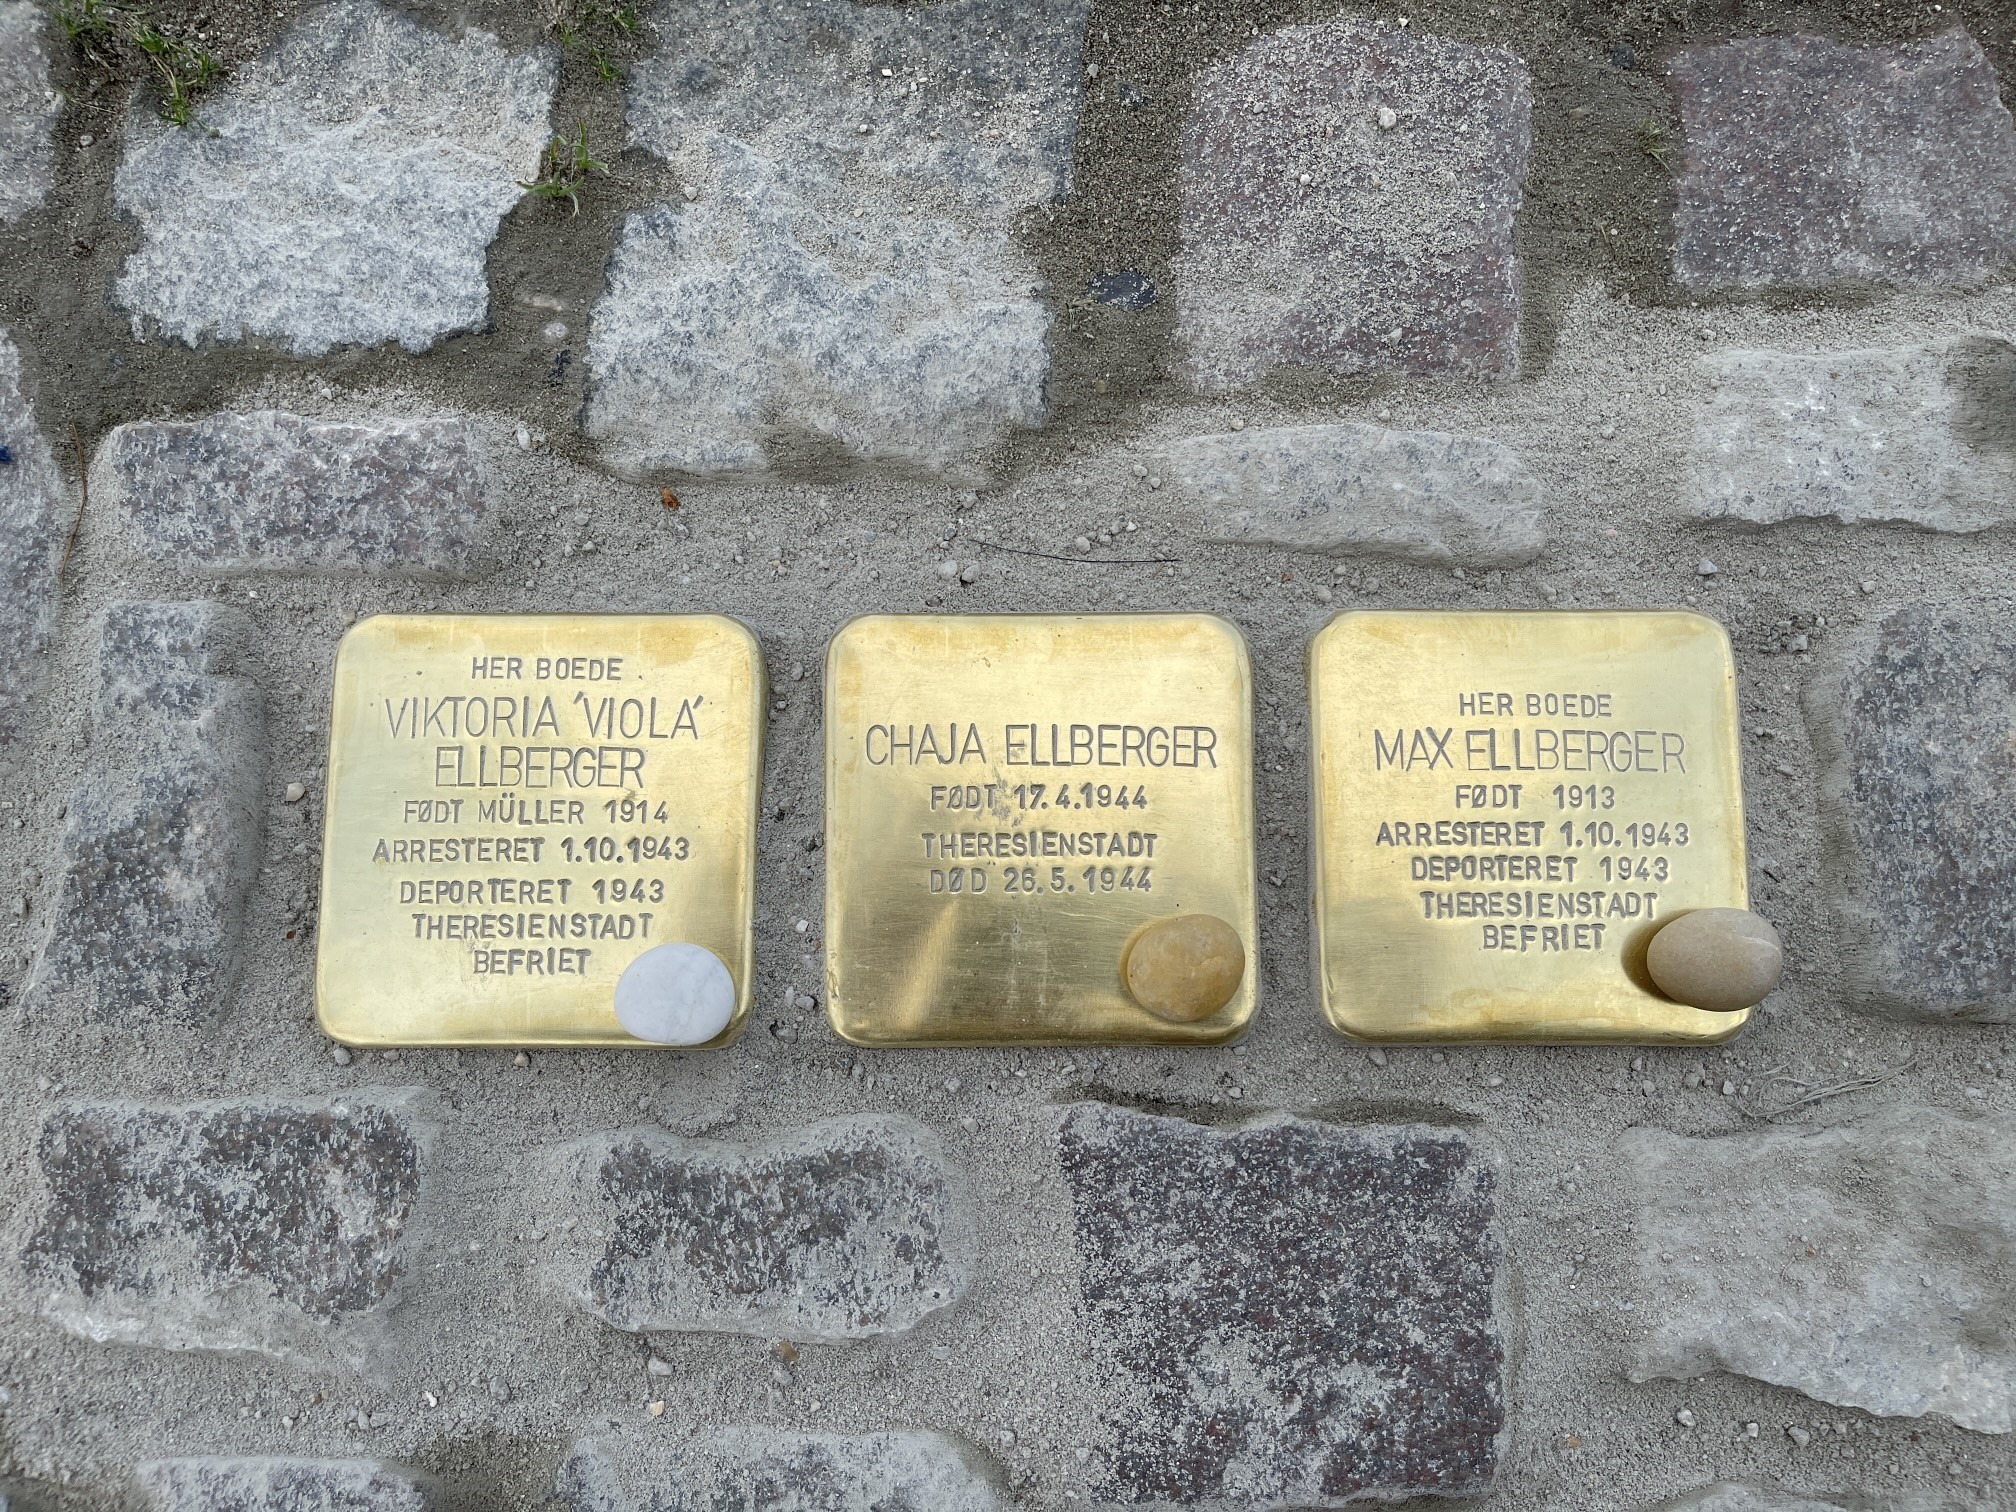 HER BOEDE
VIKTORIA 'VIOLA'
ELLBERGER
FØDT MÜLLER 1914
ARRESTERET 1.10.1943
DEPORTERET 1943
THERESIENSTADT
BEFRIET
CHAJA ELLBERGER
FØDT 17.4.1944
THERESIENSTADT
DØD 26.5.1944
HER BOEDE
MAX ELLBERGER
FØDT 1913
ARRESTERET 1.10.1943
DEPORTERET 1943
THERESIENSTADT
BEFRIET